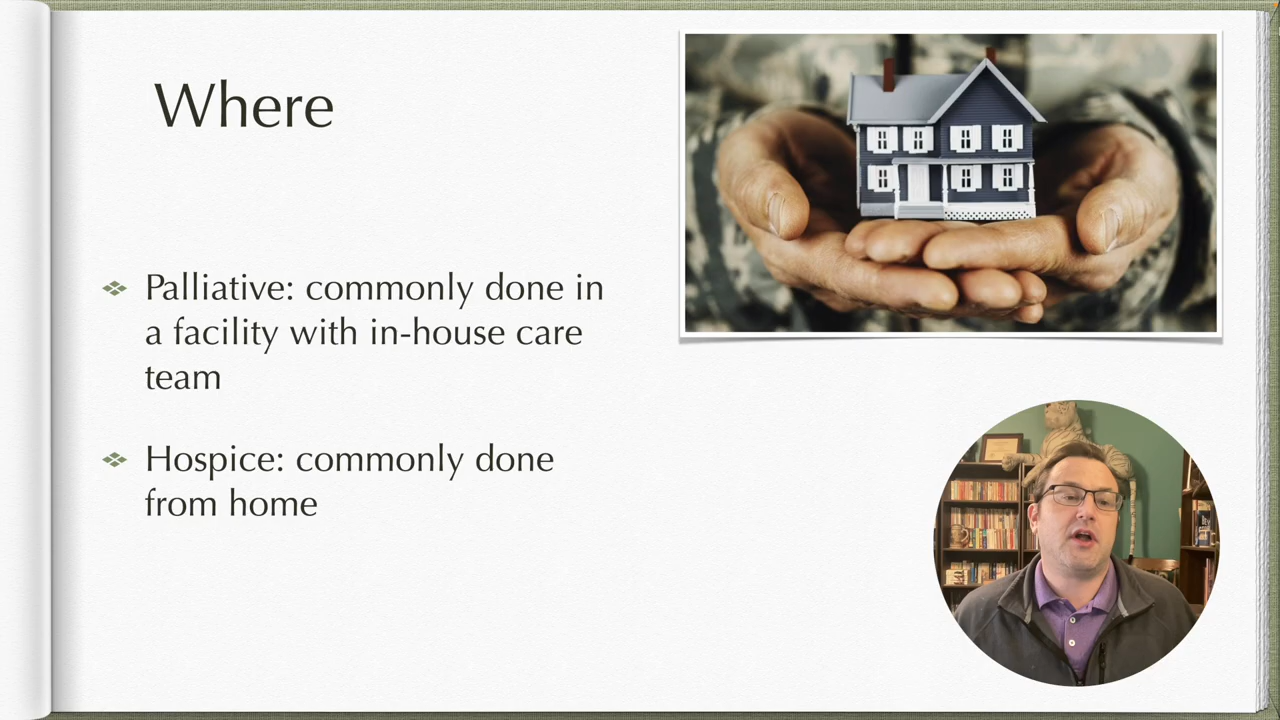 Where
Palliative: commonly done in
a facility with in-house care
team
Hospice: commonly done
from home